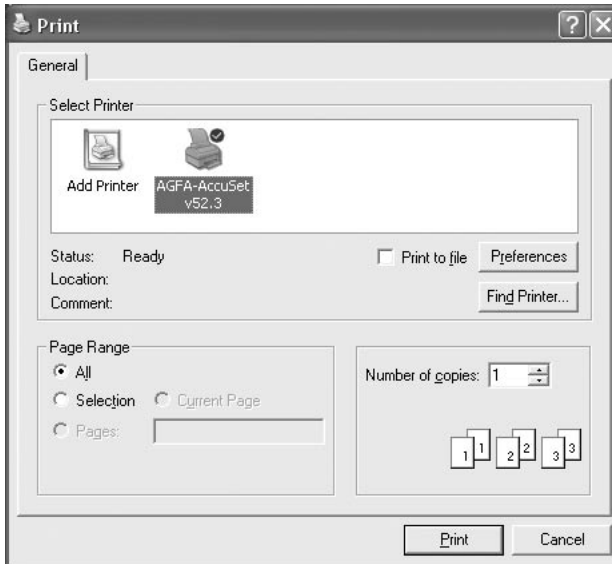 Print
General
Select Printer
Add Printer
AGFA-AccuSet
v52.3
Status: Ready
Location:
Comment:
Print to file
Preferences
Find Printer...
Page Range
All
Selection
Current Page
Pages:
Number of copies: 1
1 1 2 2 3 3
Print
Cancel